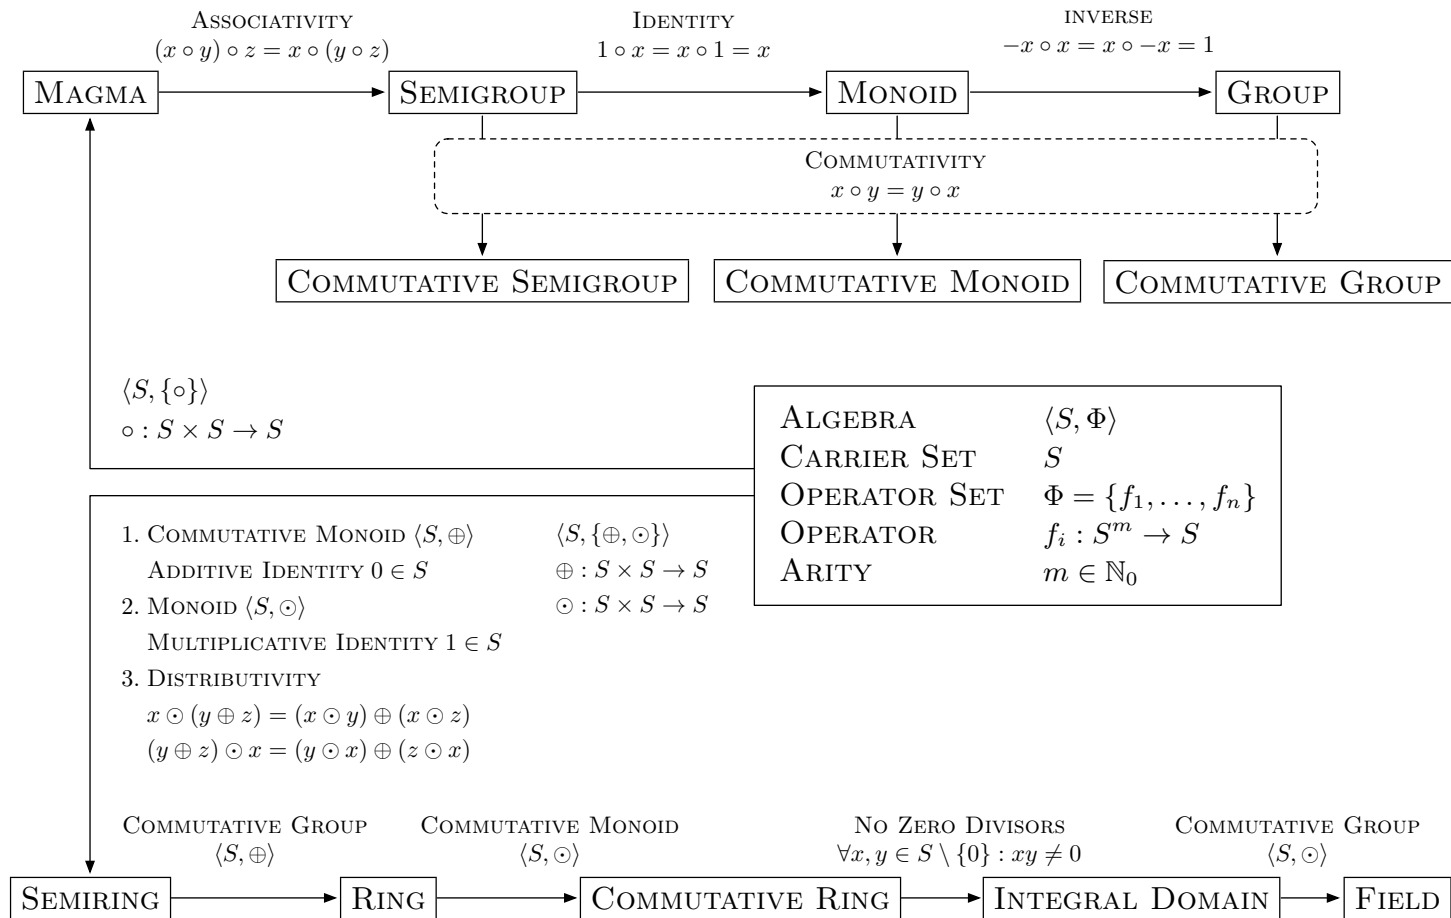 Associativity
(x ∘ y) ∘ z = x ∘ (y ∘ z)
Identity
1 ∘ x = x ∘ 1 = x
inverse
−x ∘ x = x ∘ −x = 1
Magma
Semigroup
Monoid
Group
Commutativity
x ∘ y = y ∘ x
Commutative Semigroup
Commutative Monoid
Commutative Group
⟨S, {∘}⟩
∘ : S × S → S
Algebra ⟨S, Φ⟩
Carrier Set S
Operator Set Φ = {f₁, . . . , fₙ}
Operator fᵢ : Sᵐ → S
Arity m ∈ ℕ₀
1. Commutative Monoid ⟨S, ⊕⟩
Additive Identity 0 ∈ S
2. Monoid ⟨S, ⊙⟩
Multiplicative Identity 1 ∈ S
3. Distributivity
x ⊙ (y ⊕ z) = (x ⊙ y) ⊕ (x ⊙ z)
(y ⊕ z) ⊙ x = (y ⊙ x) ⊕ (z ⊙ x)
⟨S, {⊕, ⊙}⟩
⊕ : S × S → S
⊙ : S × S → S
Commutative Group
⟨S, ⊕⟩
Commutative Monoid
⟨S, ⊙⟩
No Zero Divisors
∀x, y ∈ S \ {0} : xy ≠ 0
Commutative Group
⟨S, ⊙⟩
Semiring
Ring
Commutative Ring
Integral Domain
Field